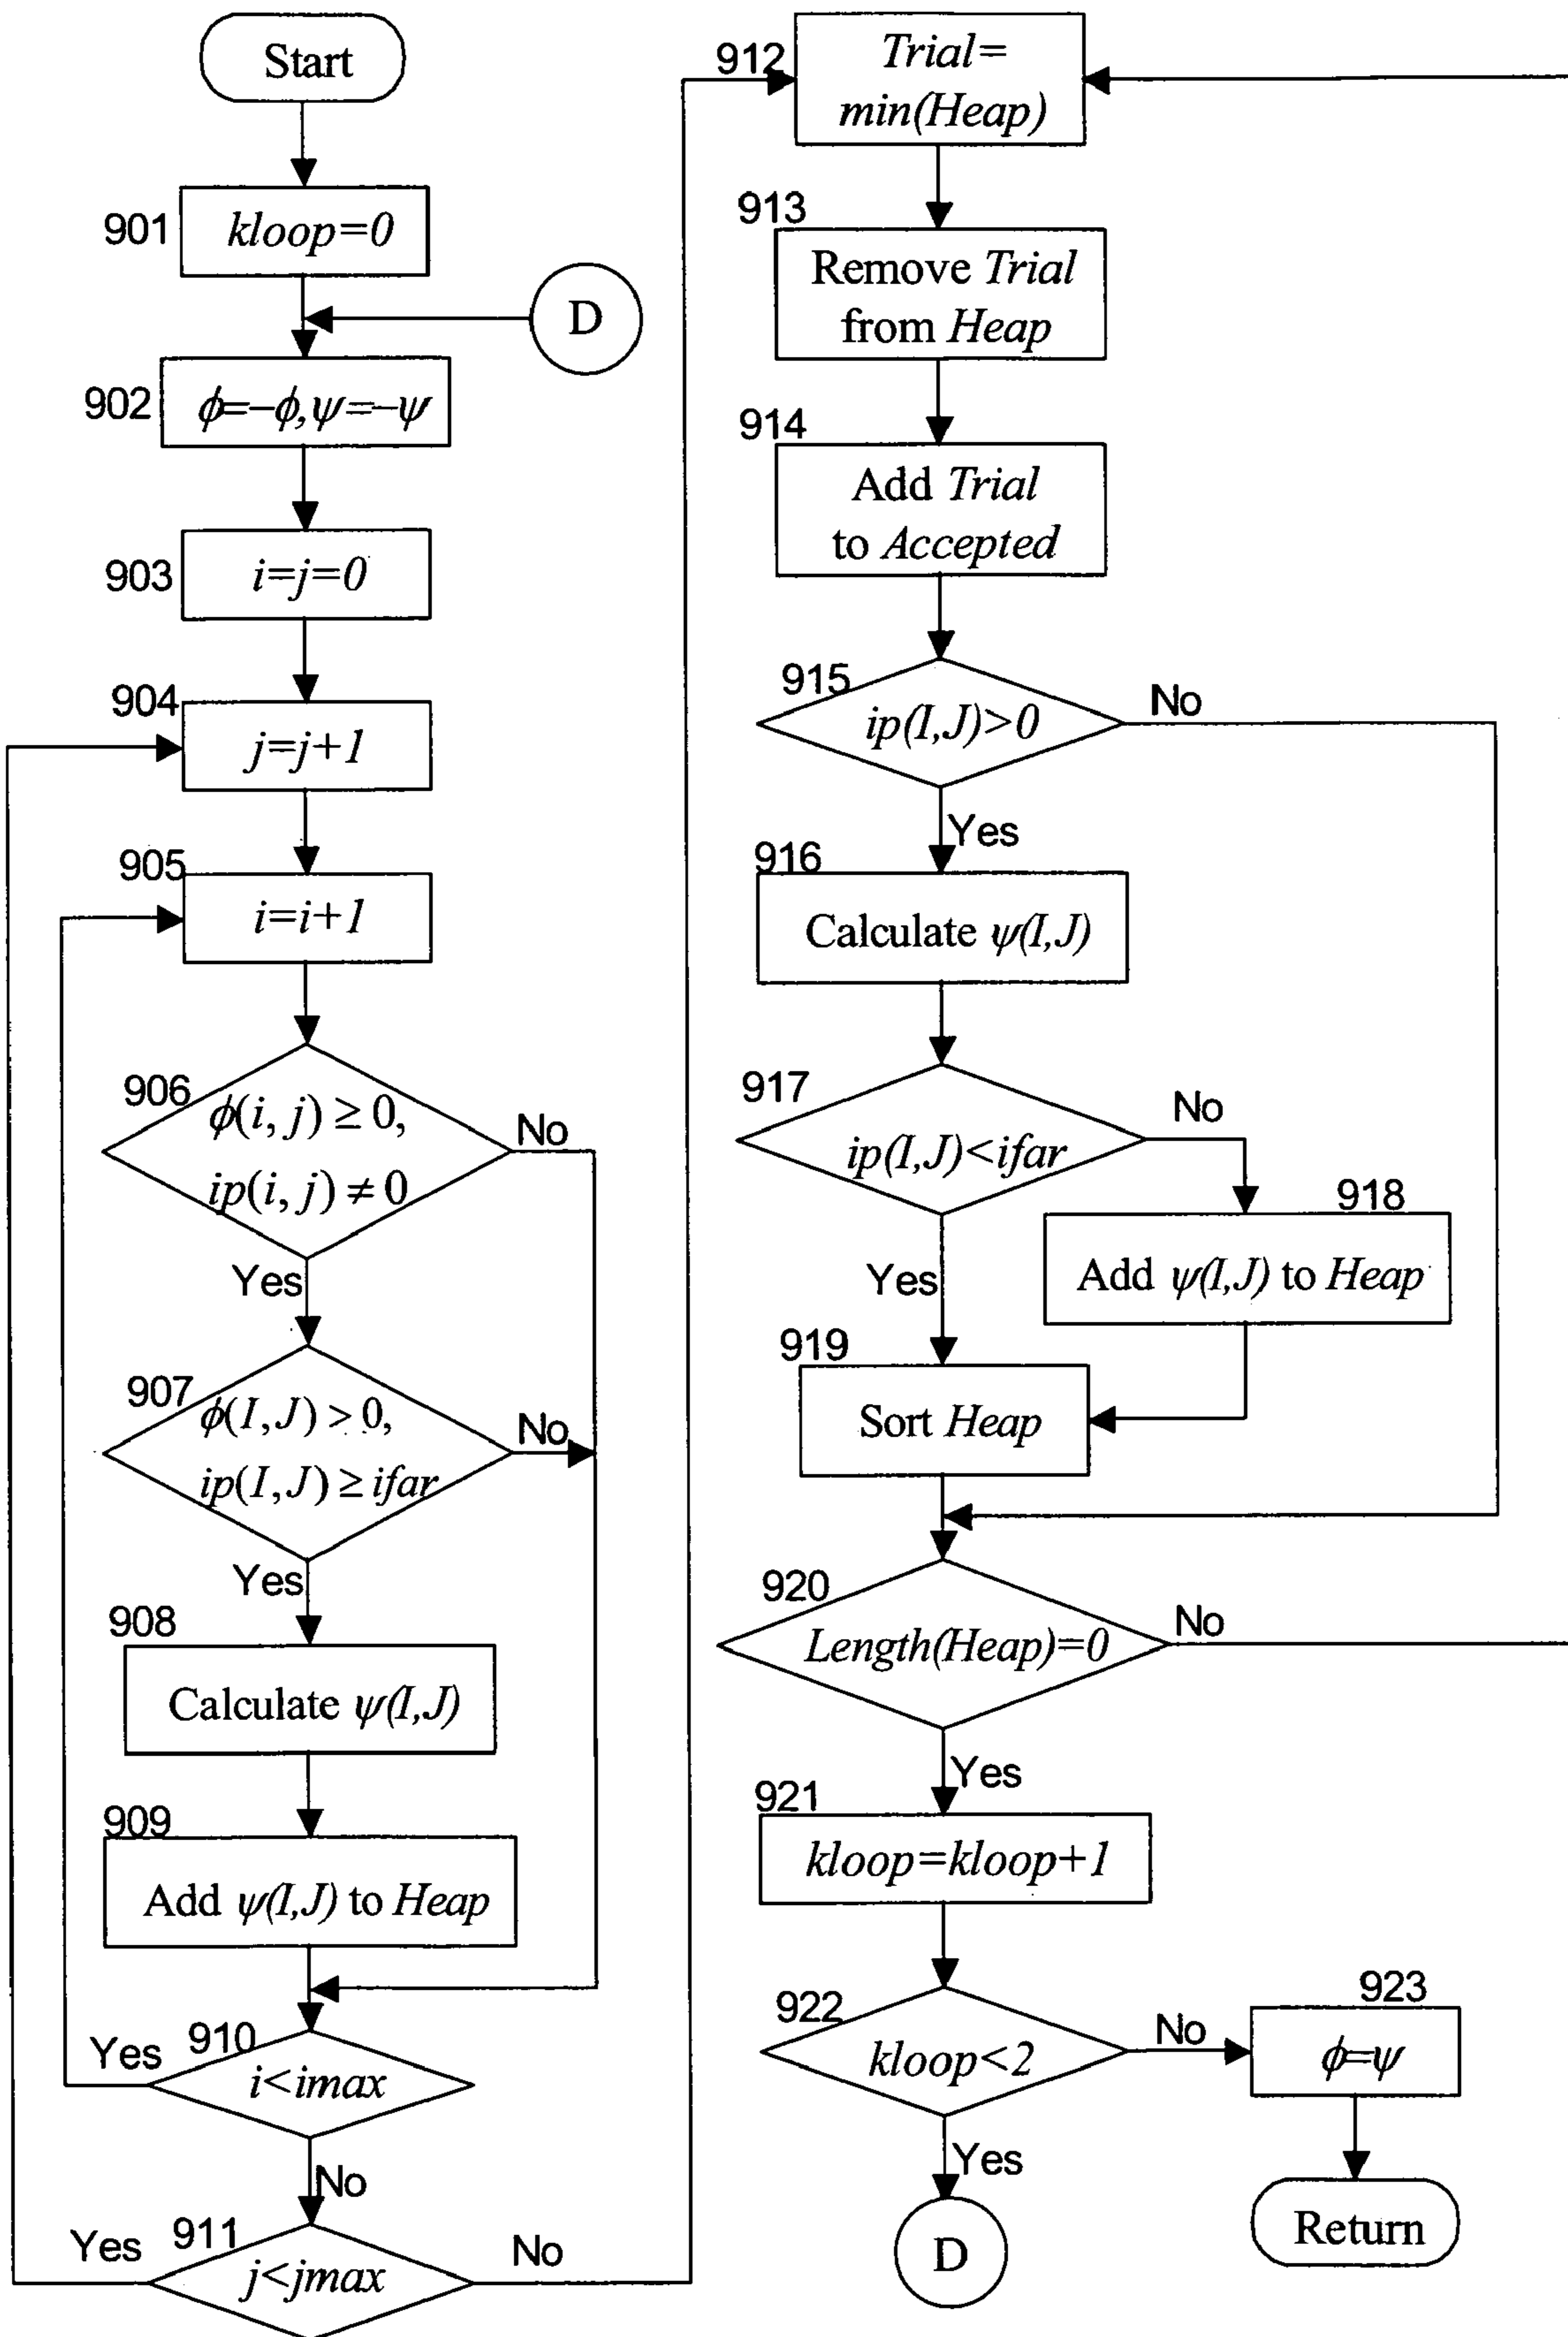 Start
901
kloop=0
D
902
ϕ=−ϕ,ψ=−ψ
903
i=j=0
904
j=j+1
905
i=i+1
906
ϕ(i, j) ≥ 0,
ip(i, j) ≠ 0
No
Yes
907
ϕ(I, J) > 0,
ip(I, J) ≥ ifar
No
Yes
908
Calculate ψ(I,J)
909
Add ψ(I,J) to Heap
910
i<imax
Yes
No
911
j<jmax
Yes
No
912
Trial=
min(Heap)
913
Remove Trial
from Heap
914
Add Trial
to Accepted
915
ip(I,J)>0
No
Yes
916
Calculate ψ(I,J)
917
ip(I,J)<ifar
No
Yes
918
Add ψ(I,J) to Heap
919
Sort Heap
920
Length(Heap)=0
No
Yes
921
kloop=kloop+1
922
kloop<2
No
Yes
923
ϕ=ψ
D
Return